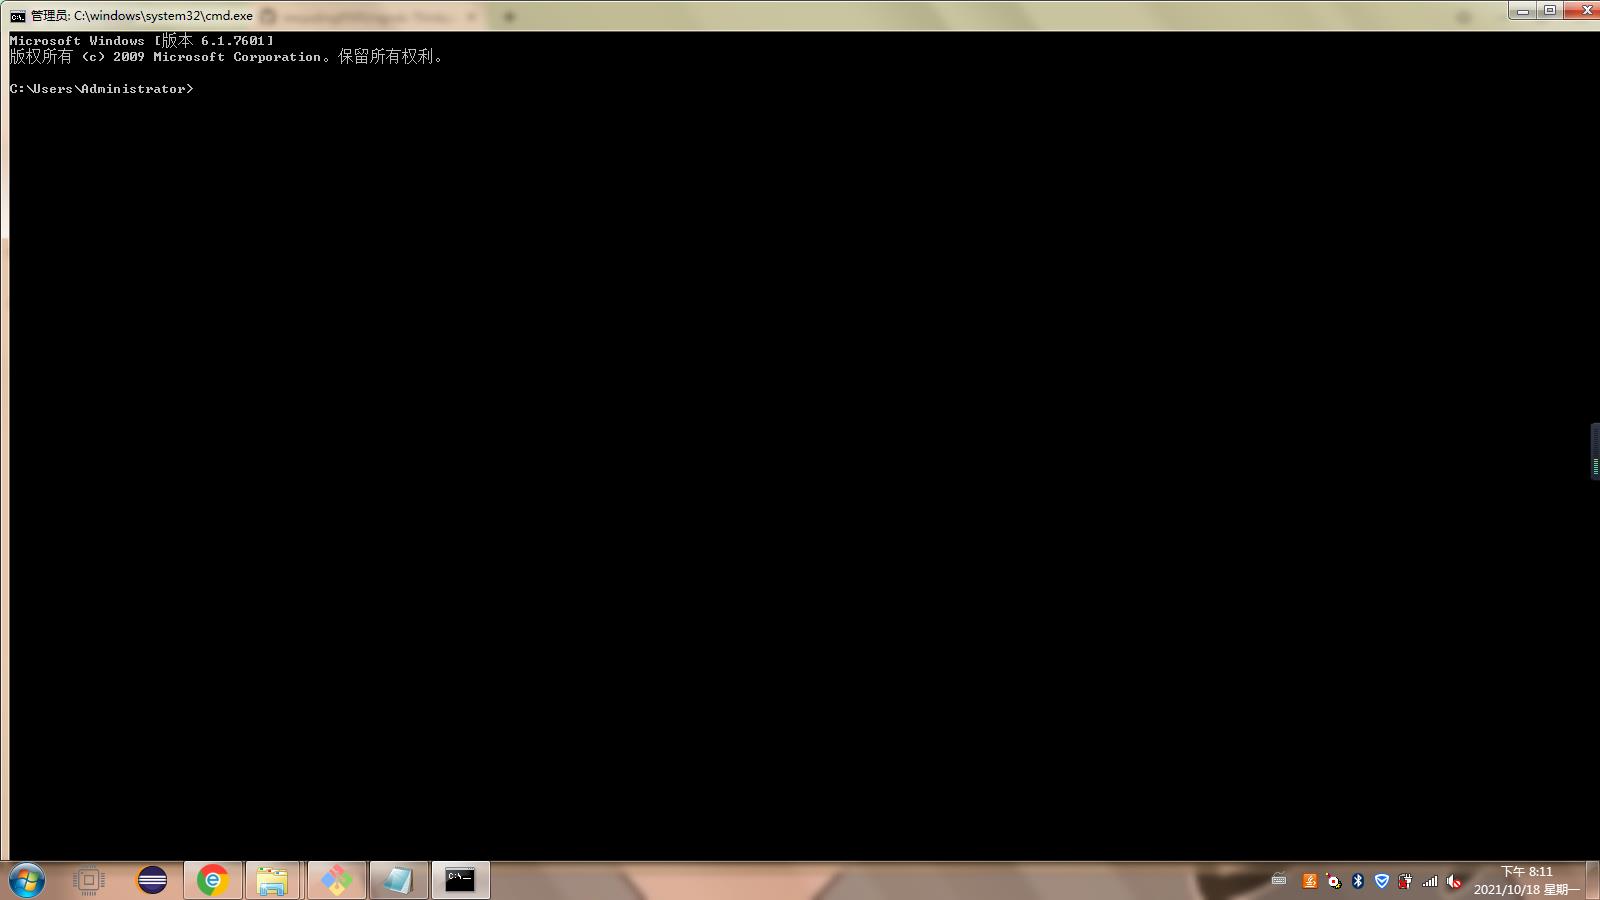 管理员: C:\windows\system32\cmd.exe
Microsoft Windows [版本 6.1.7601]
版权所有 (c) 2009 Microsoft Corporation。保留所有权利。
C:\Users\Administrator>
下午 8:11
2021/10/18 星期一